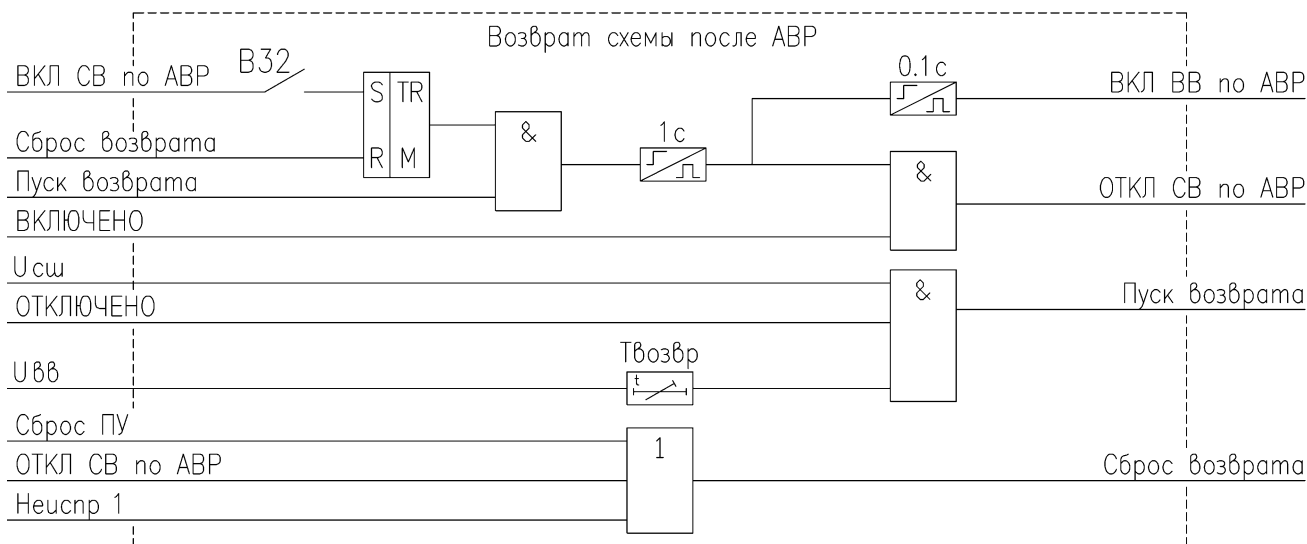 Возврат схемы после АВР
ВКЛ СВ по АВР
В32
S TR
0.1с
ВКЛ ВВ по АВР
Сброс возврата
R М
&
1с
Пуск возврата
&
ОТКЛ СВ по АВР
ВКЛЮЧЕНО
Uсш
&
ОТКЛЮЧЕНО
Пуск возврата
Uвв
Tвозвр
t
Сброс ПУ
1
ОТКЛ СВ по АВР
Сброс возврата
Неиспр 1